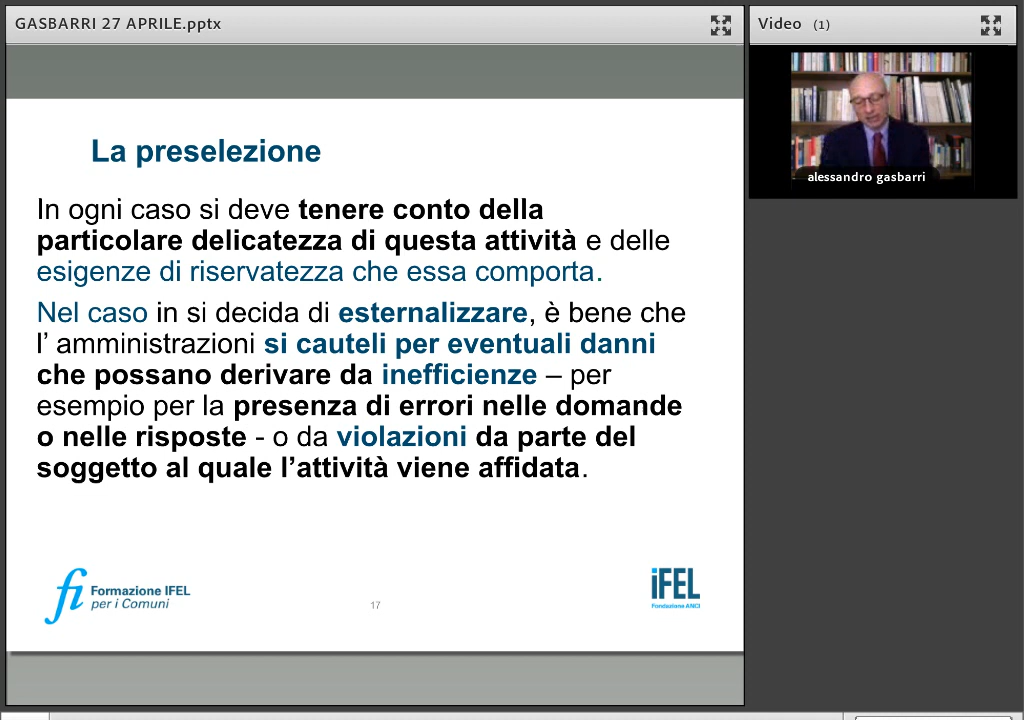 GASBARRI 27 APRILE.pptx
Video (1)
alessandro gasbarri
La preselezione
In ogni caso si deve tenere conto della
particolare delicatezza di questa attività e delle
esigenze di riservatezza che essa comporta.
Nel caso in si decida di esternalizzare, è bene che
l’ amministrazioni si cauteli per eventuali danni
che possano derivare da inefficienze – per
esempio per la presenza di errori nelle domande
o nelle risposte - o da violazioni da parte del
soggetto al quale l’attività viene affidata.
fi Formazione IFEL
per i Comuni
17
iFEL
Fondazione ANCI